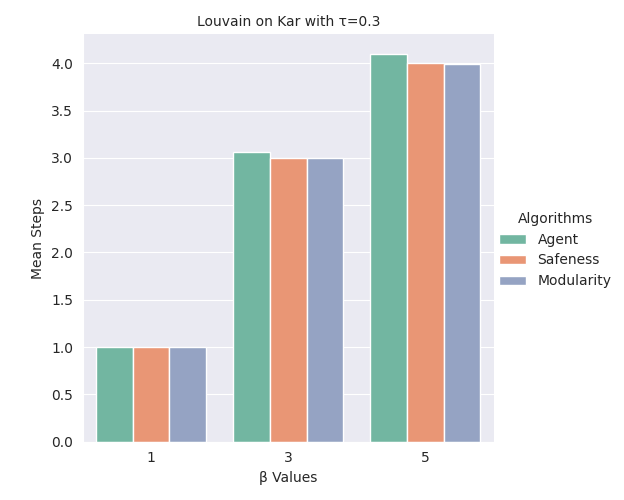 Louvain on Kar with τ=0.3
4.0
3.5
3.0
2.5
2.0
1.5
1.0
0.5
0.0
Mean Steps
1 3 5
β Values
Algorithms
Agent
Safeness
Modularity